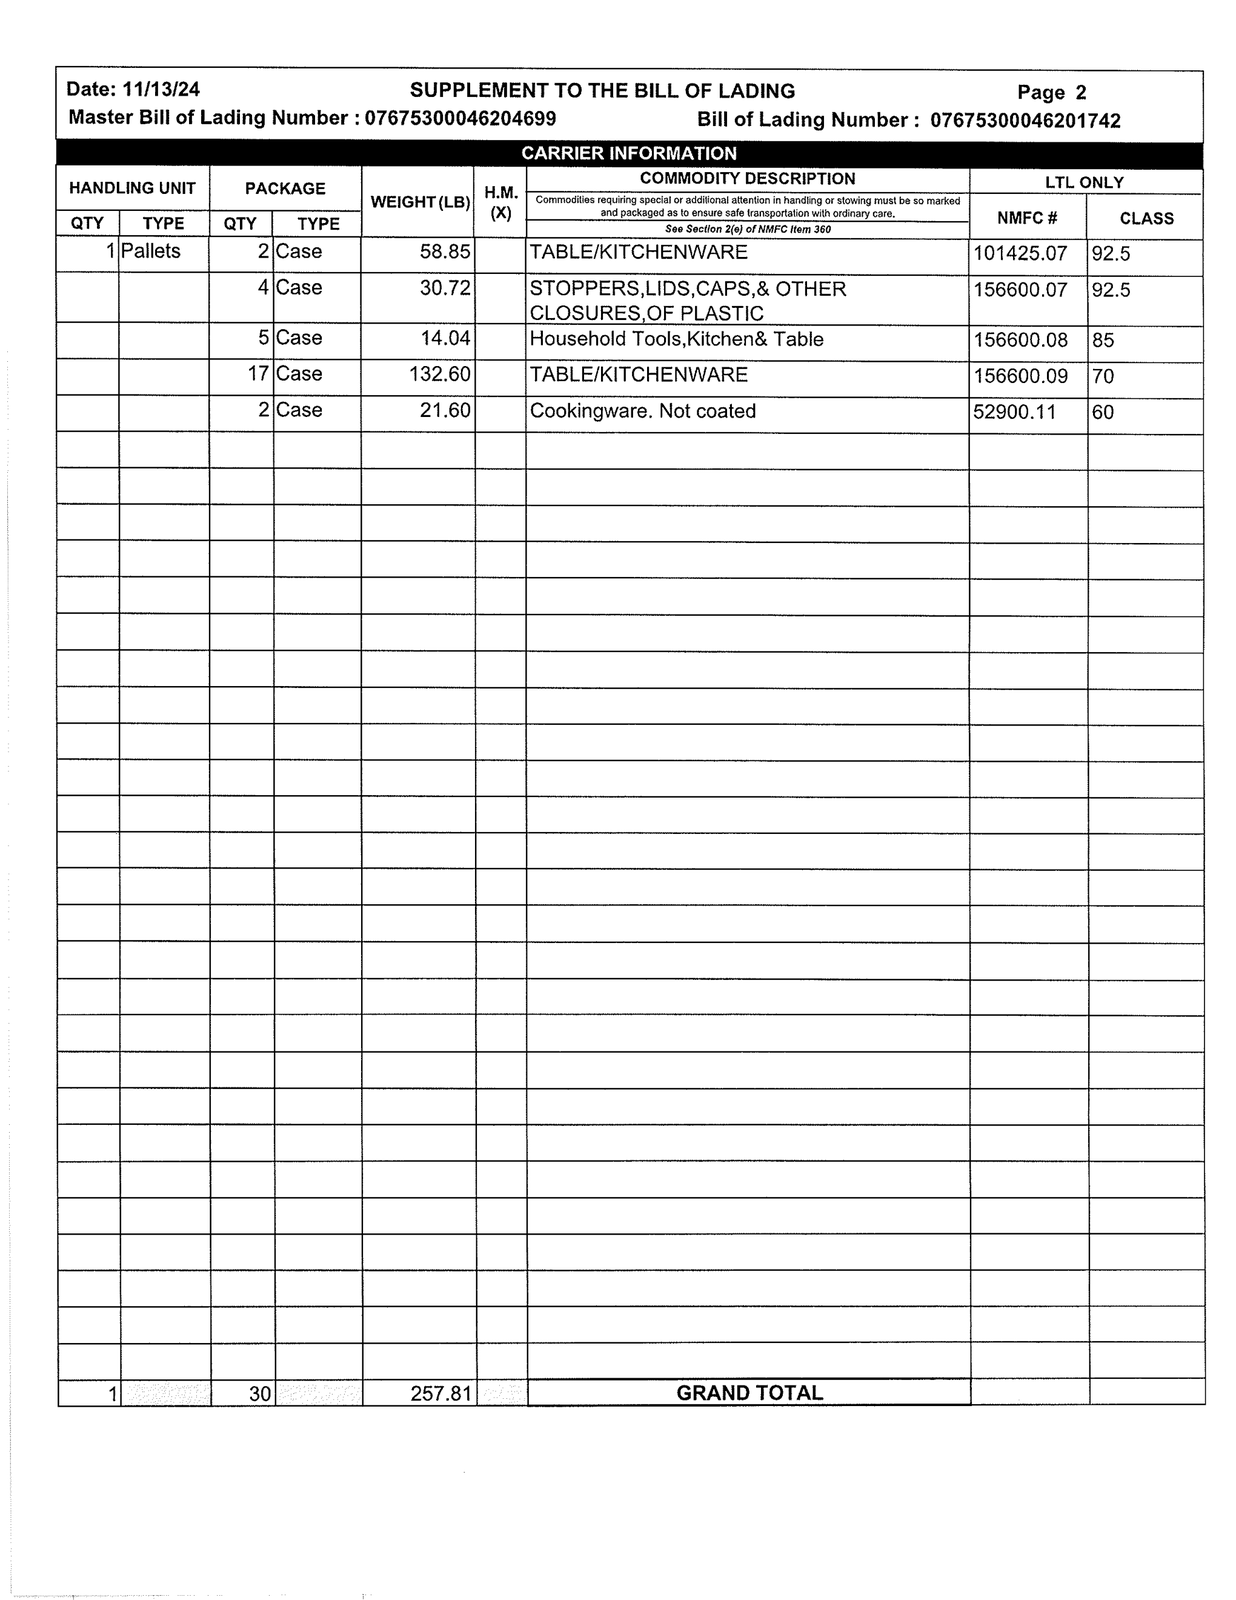 Date: 11/13/24 SUPPLEMENT TO THE BILL OF LADING Page 2
Master Bill of Lading Number : 07675300046204699 Bill of Lading Number : 07675300046201742
CARRIER INFORMATION
HANDLING UNIT PACKAGE WEIGHT (LB) H.M. (X) COMMODITY DESCRIPTION LTL ONLY
Commodities requiring special or additional attention in handling or stowing must be so marked
and packaged as to ensure safe transportation with ordinary care.
See Section 2(e) of NMFC Item 360
QTY TYPE QTY TYPE NMFC # CLASS
1 Pallets 2 Case 58.85 TABLE/KITCHENWARE 101425.07 92.5
4 Case 30.72 STOPPERS,LIDS,CAPS,& OTHER 156600.07 92.5
CLOSURES,OF PLASTIC
5 Case 14.04 Household Tools,Kitchen& Table 156600.08 85
17 Case 132.60 TABLE/KITCHENWARE 156600.09 70
2 Case 21.60 Cookingware. Not coated 52900.11 60
1 30 257.81 GRAND TOTAL